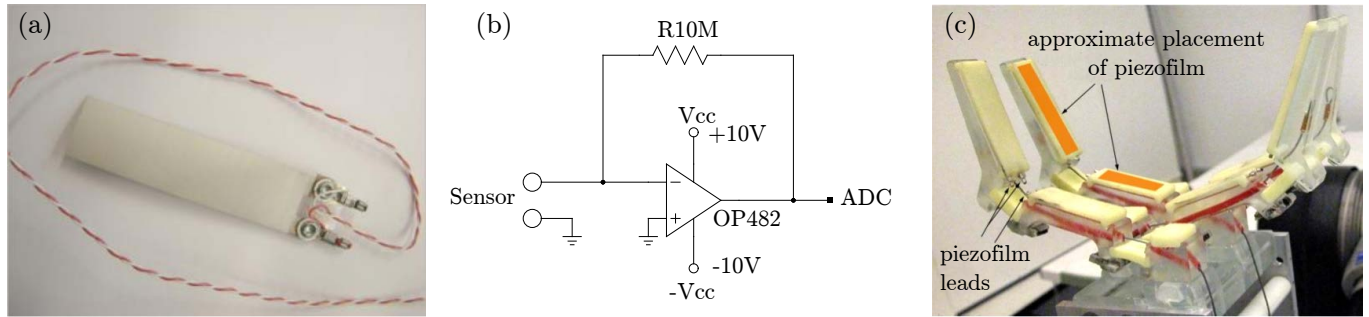 (a)
(b)
R10M
Vcc
+10V
Sensor
−
+
OP482
ADC
-10V
-Vcc
(c)
approximate placement
of piezofilm
piezofilm
leads